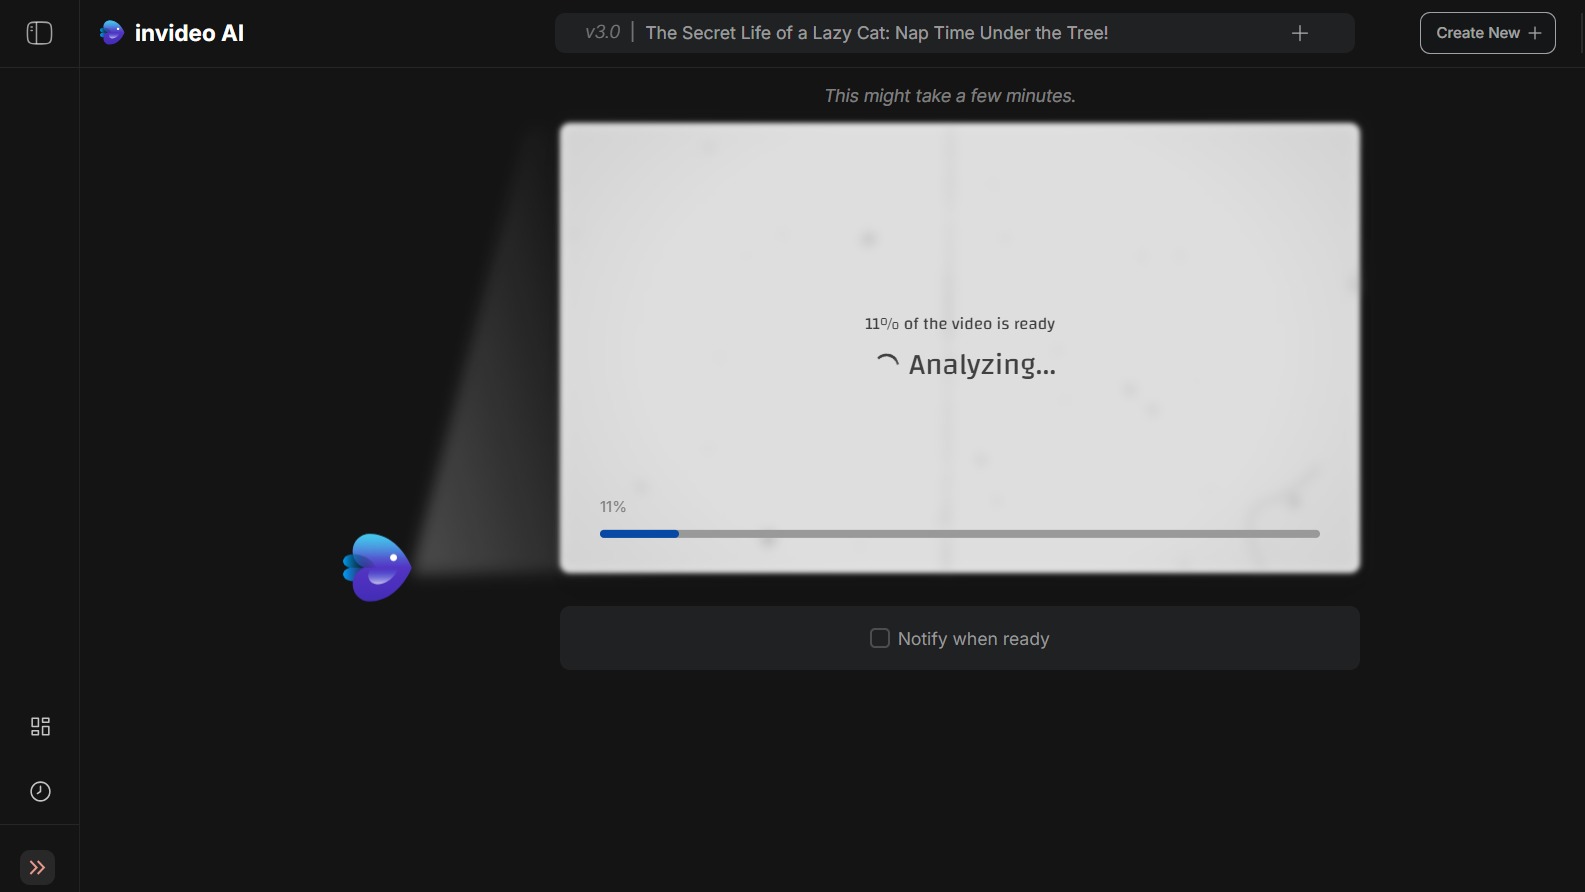 invideo AI
v3.0 | The Secret Life of a Lazy Cat: Nap Time Under the Tree!
Create New
This might take a few minutes.
11% of the video is ready
Analyzing...
11%
Notify when ready